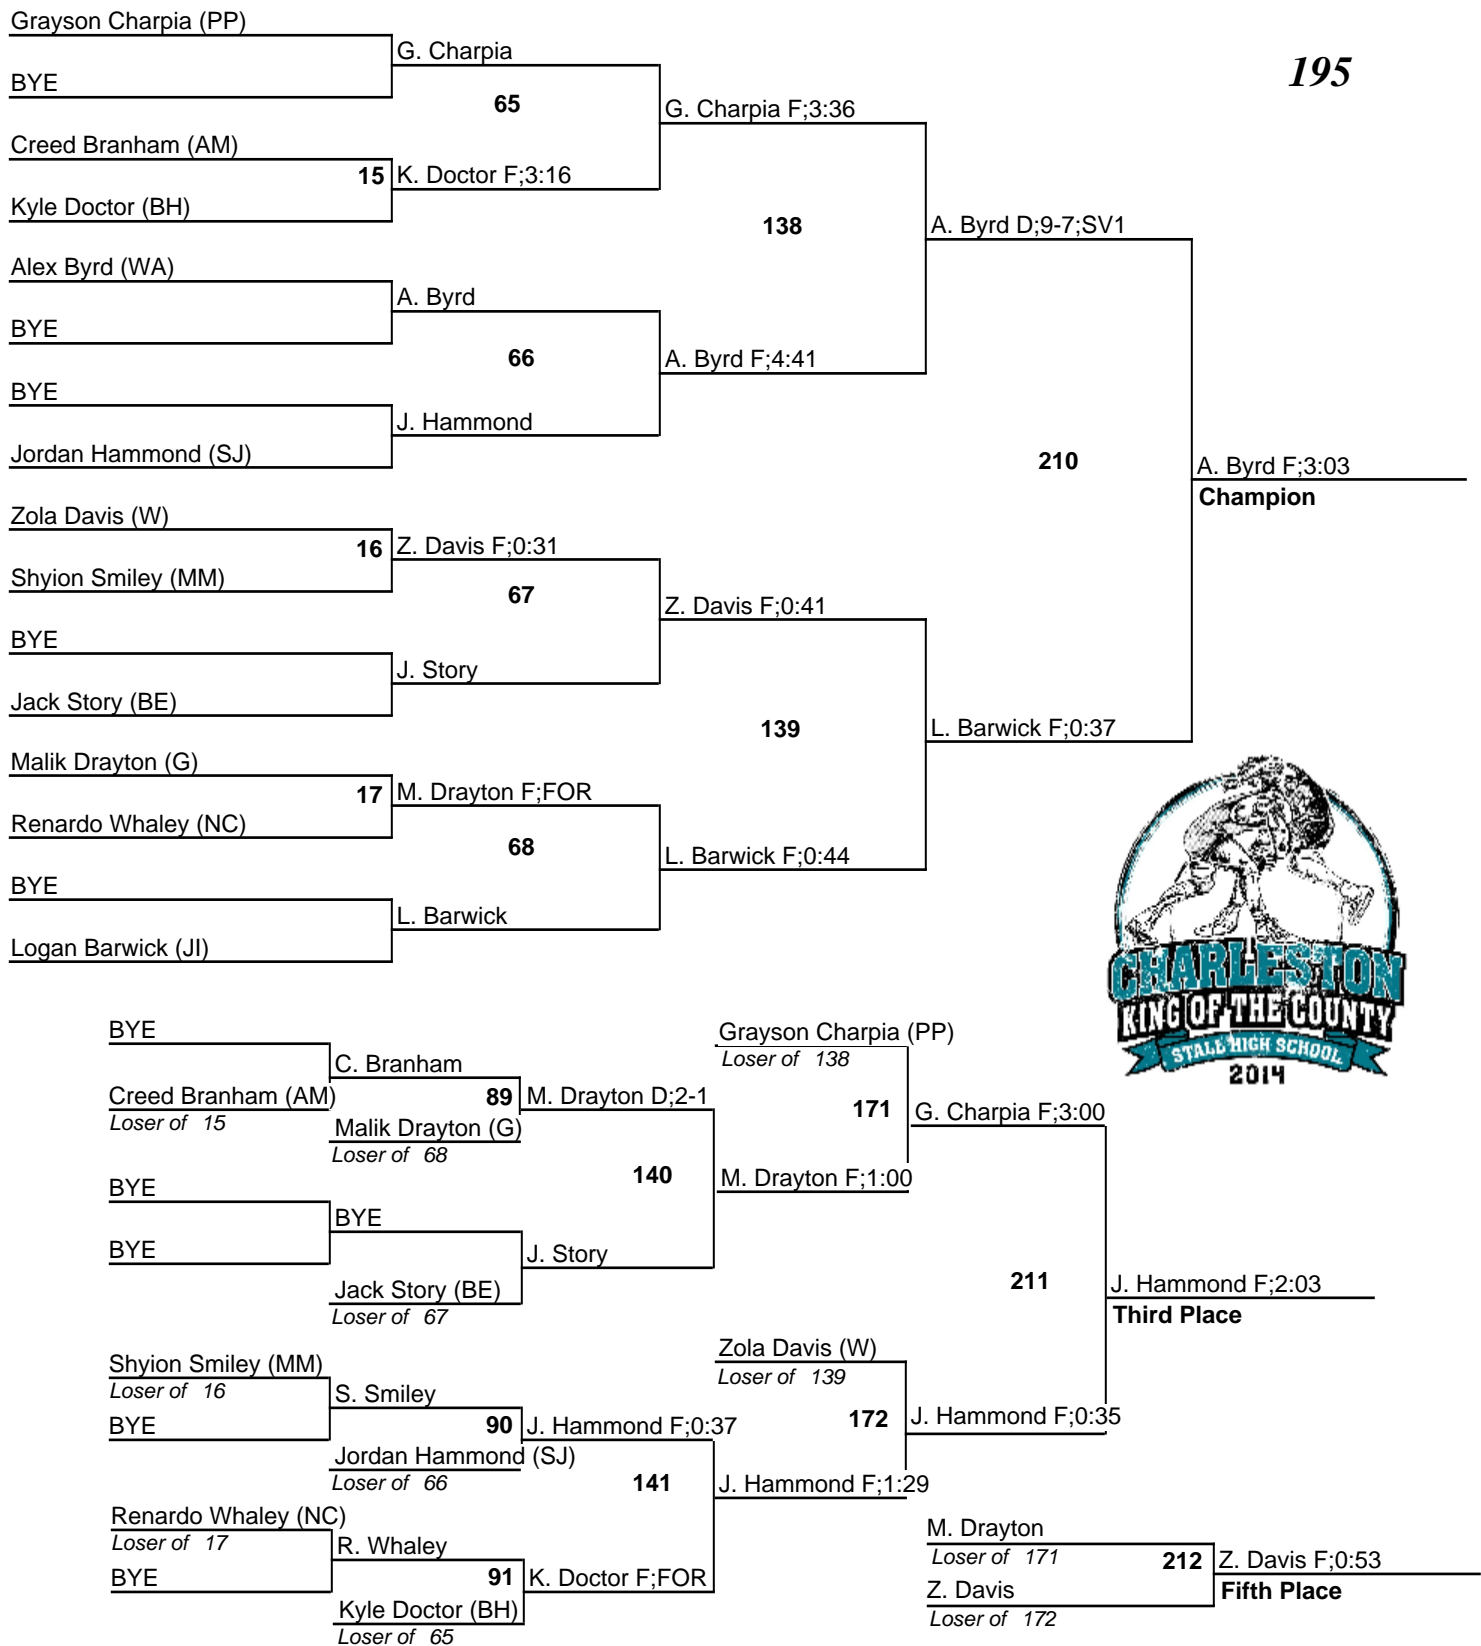 Grayson Charpia (PP)
G. Charpia
195
BYE
65
G. Charpia F;3:36
Creed Branham (AM)
15 K. Doctor F;3:16
Kyle Doctor (BH)
138
A. Byrd D;9-7;SV1
Alex Byrd (WA)
A. Byrd
BYE
66
A. Byrd F;4:41
BYE
J. Hammond
Jordan Hammond (SJ)
210
A. Byrd F;3:03
Champion
Zola Davis (W)
16 Z. Davis F;0:31
Shyion Smiley (MM)
67
Z. Davis F;0:41
BYE
J. Story
Jack Story (BE)
139
L. Barwick F;0:37
Malik Drayton (G)
17 M. Drayton F;FOR
Renardo Whaley (NC)
68
L. Barwick F;0:44
BYE
L. Barwick
Logan Barwick (JI)
CHARLESTON
KING OF THE COUNTY
STALL HIGH SCHOOL
2014
BYE
C. Branham
Creed Branham (AM)
Loser of 15
89 M. Drayton D;2-1
Malik Drayton (G)
Loser of 68
Grayson Charpia (PP)
Loser of 138
171 G. Charpia F;3:00
140
M. Drayton F;1:00
BYE
BYE
BYE
J. Story
Jack Story (BE)
Loser of 67
211
J. Hammond F;2:03
Third Place
Zola Davis (W)
Loser of 139
Shyion Smiley (MM)
Loser of 16
S. Smiley
BYE
90 J. Hammond F;0:37
172 J. Hammond F;0:35
Jordan Hammond (SJ)
Loser of 66
141
J. Hammond F;1:29
Renardo Whaley (NC)
Loser of 17
R. Whaley
BYE
91 K. Doctor F;FOR
Kyle Doctor (BH)
Loser of 65
M. Drayton
Loser of 171
212 Z. Davis F;0:53
Fifth Place
Z. Davis
Loser of 172